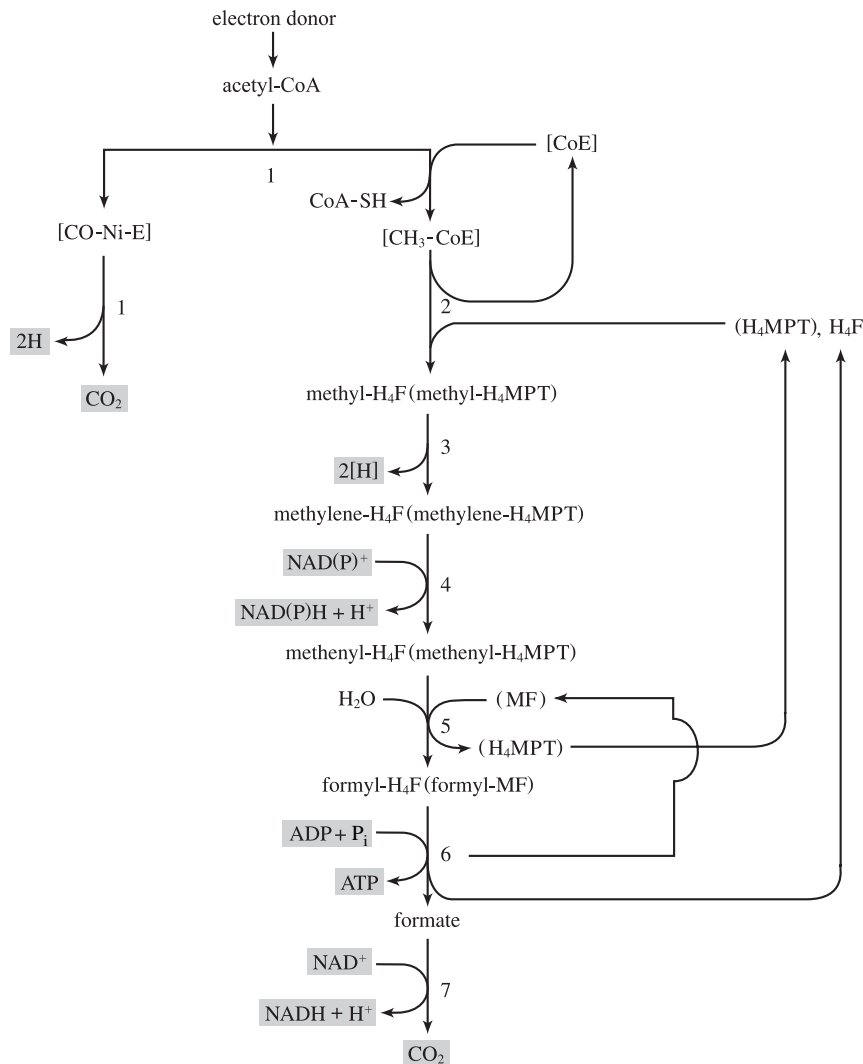 electron donor
acetyl-CoA
[CoE]
1
CoA-SH
[CO-Ni-E]
[CH₃-CoE]
1
2
2H
(H₄MPT), H₄F
CO₂
methyl-H₄F(methyl-H₄MPT)
3
2[H]
methylene-H₄F(methylene-H₄MPT)
NAD(P)⁺
4
NAD(P)H + H⁺
methenyl-H₄F(methenyl-H₄MPT)
H₂O
(MF)
5
(H₄MPT)
formyl-H₄F(formyl-MF)
ADP + Pᵢ
6
ATP
formate
NAD⁺
7
NADH + H⁺
CO₂